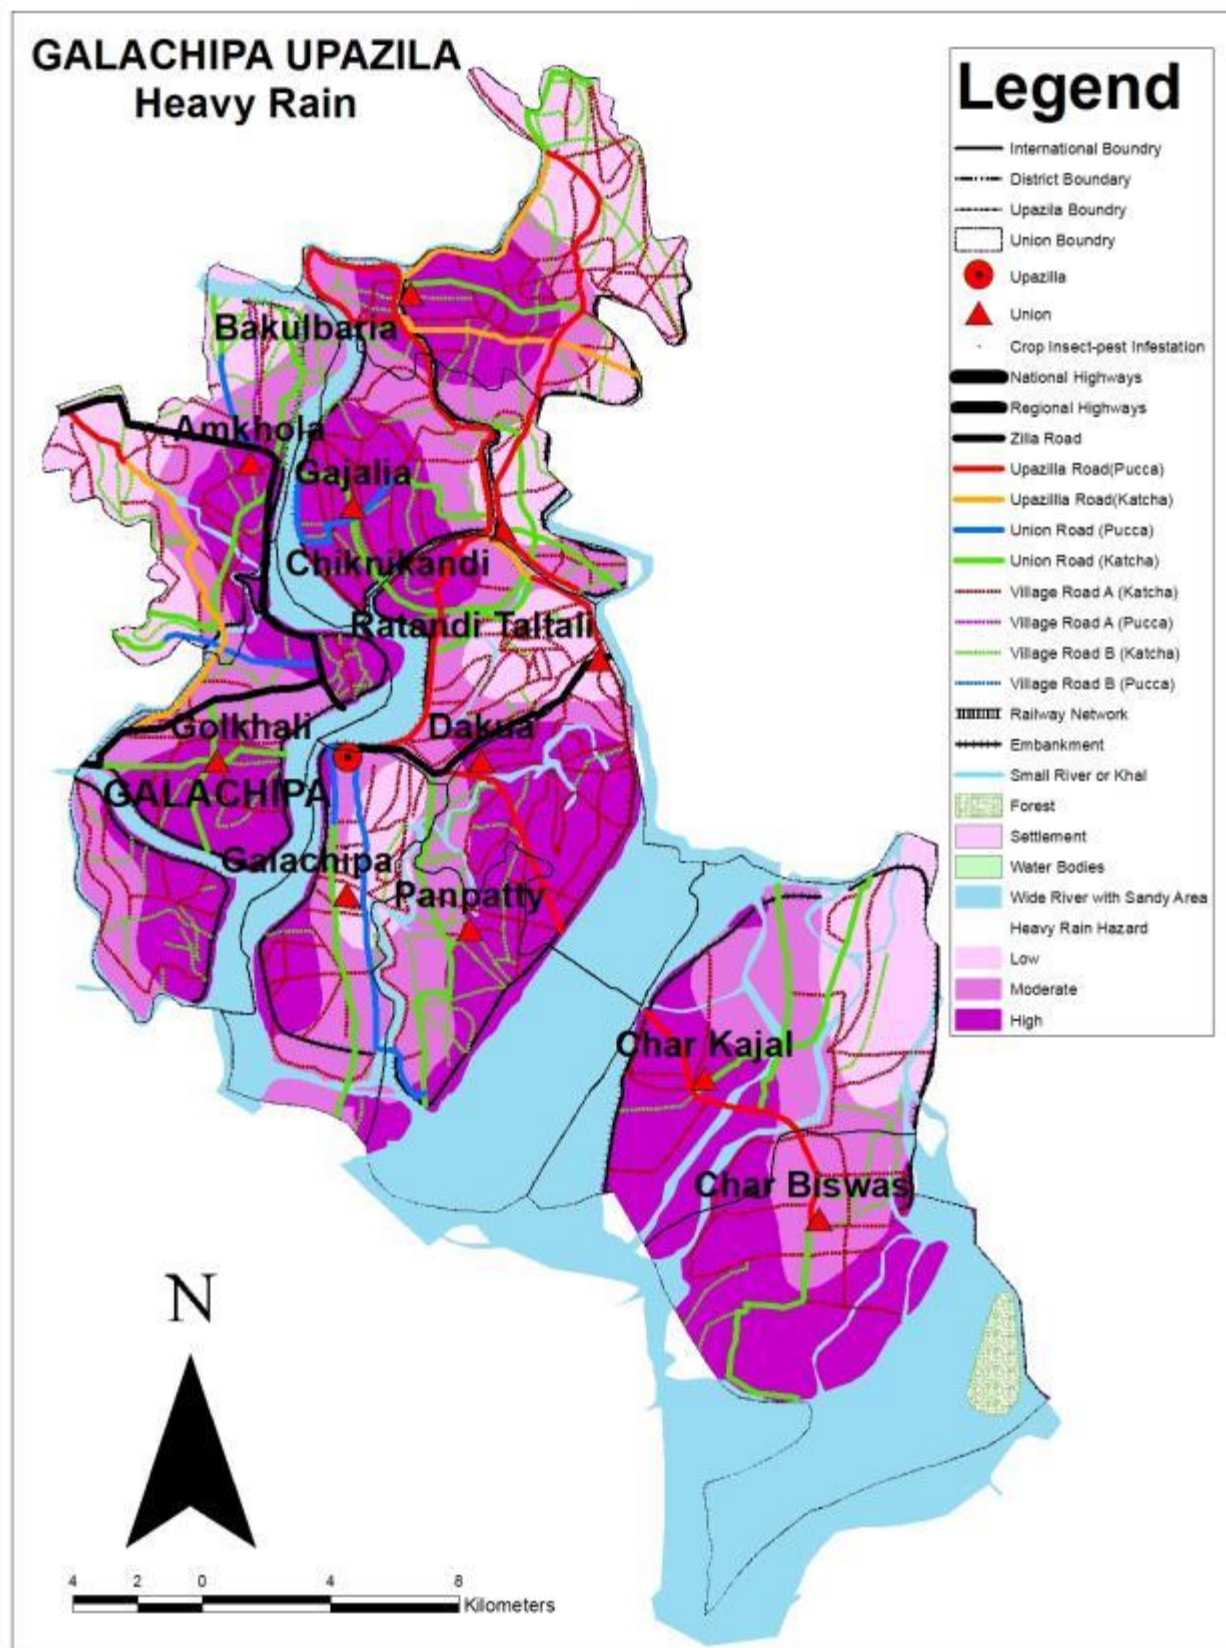 GALACHIPA UPAZILA
Heavy Rain
Legend
International Boundry
District Boundary
Upazila Boundry
Union Boundry
Upazilla
Union
Crop Insect-pest Infestation
National Highways
Regional Highways
Zilla Road
Upazilla Road(Pucca)
Upazillla Road(Katcha)
Union Road (Pucca)
Union Road (Katcha)
Village Road A (Katcha)
Village Road A (Pucca)
Village Road B (Katcha)
Village Road B (Pucca)
Railway Network
Embankment
Small River or Khal
Forest
Settlement
Water Bodies
Wide River with Sandy Area
Heavy Rain Hazard
Low
Moderate
High
Bakulbaria
Amkhola
Gajalia
Chiknikandi
Ratandi Taltali
Golkhali
Dakua
GALACHIPA
Galachipa
Panpatty
Char Kajal
Char Biswas
N
4 2 0 4 8
Kilometers